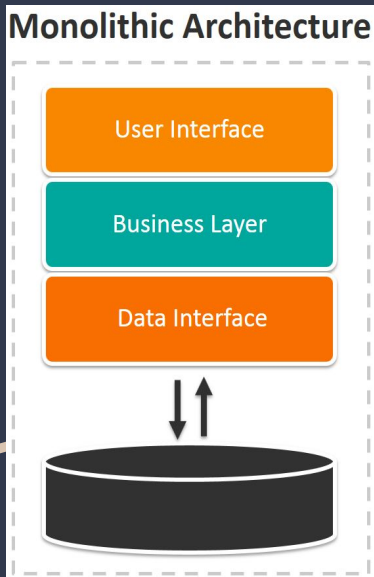 Monolithic Architecture
User Interface
Business Layer
Data Interface